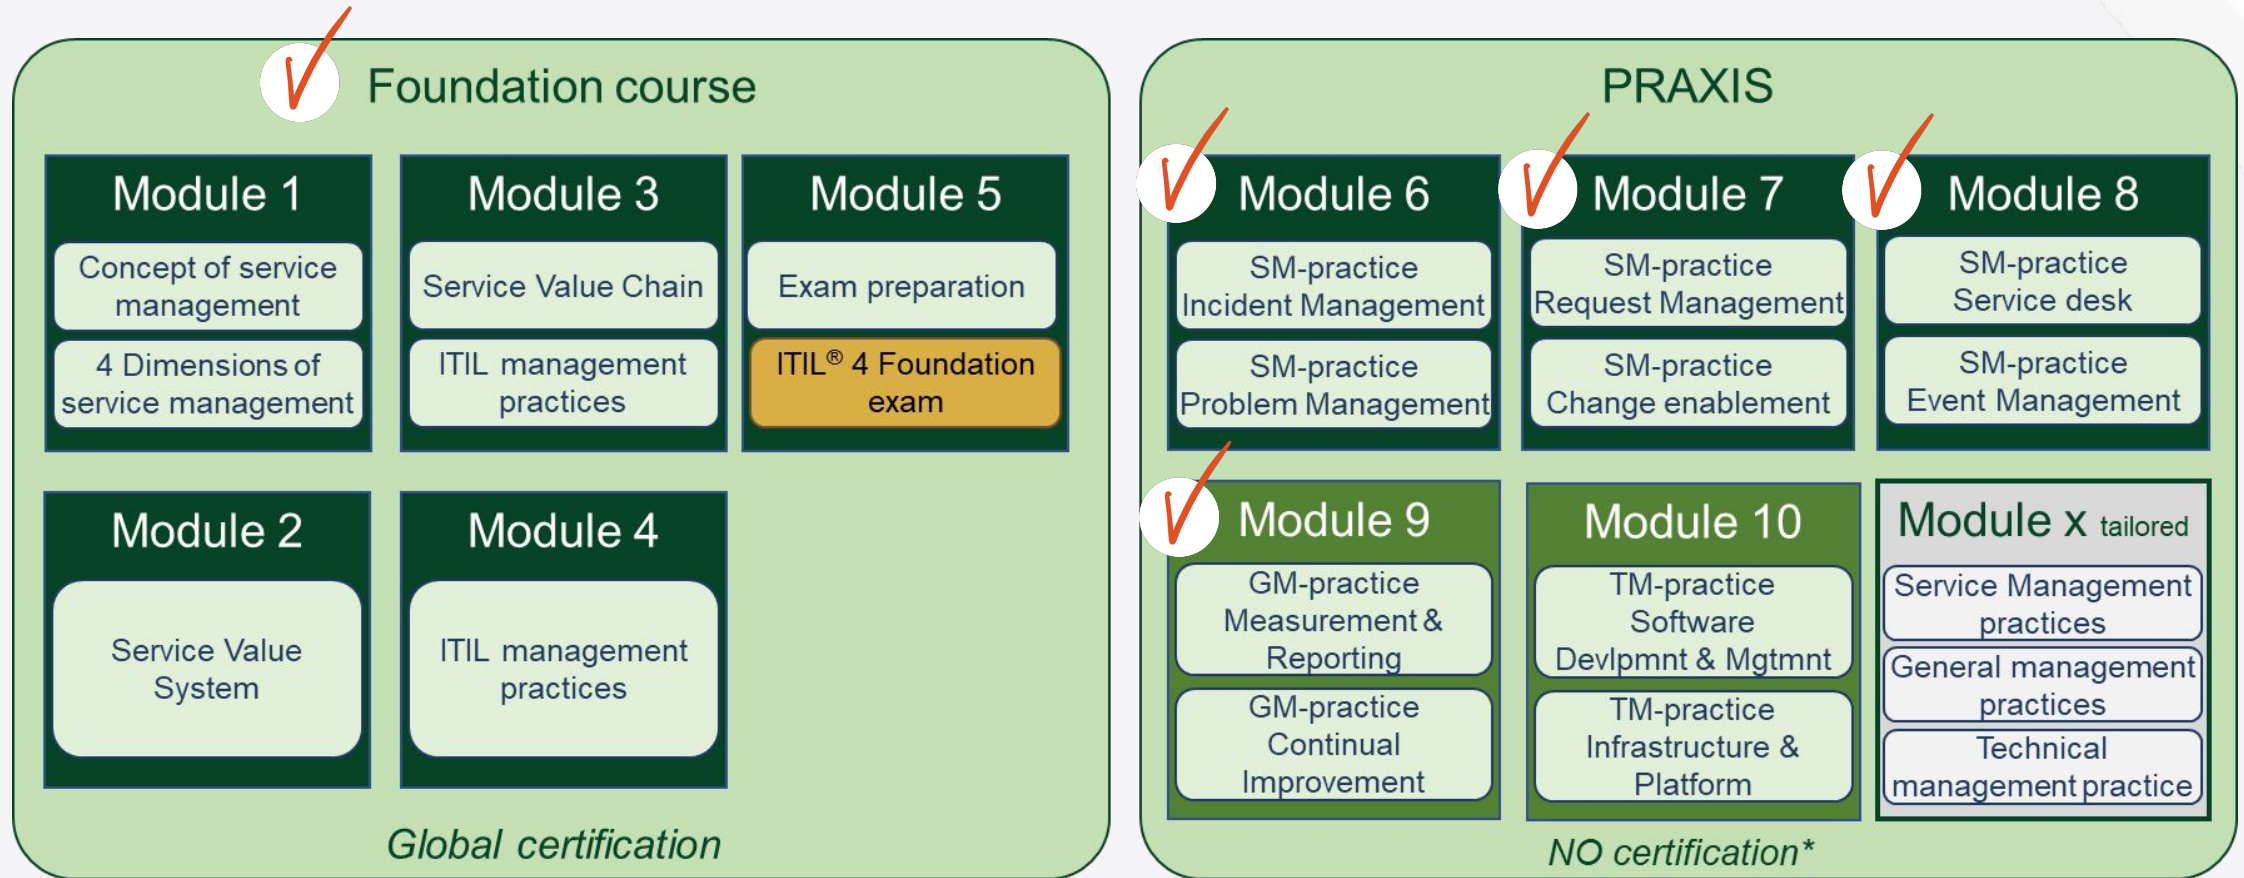 Foundation course
Module 1
Concept of service
management
4 Dimensions of
service management
Module 3
Service Value Chain
ITIL management
practices
Module 5
Exam preparation
ITIL® 4 Foundation
exam
Module 2
Service Value
System
Module 4
ITIL management
practices
Global certification
PRAXIS
Module 6
SM-practice
Incident Management
SM-practice
Problem Management
Module 7
SM-practice
Request Management
SM-practice
Change enablement
Module 8
SM-practice
Service desk
SM-practice
Event Management
Module 9
GM-practice
Measurement &
Reporting
GM-practice
Continual
Improvement
Module 10
TM-practice
Software
Devlpmnt & Mgtmnt
TM-practice
Infrastructure &
Platform
Module x tailored
Service Management
practices
General management
practices
Technical
management practice
NO certification*